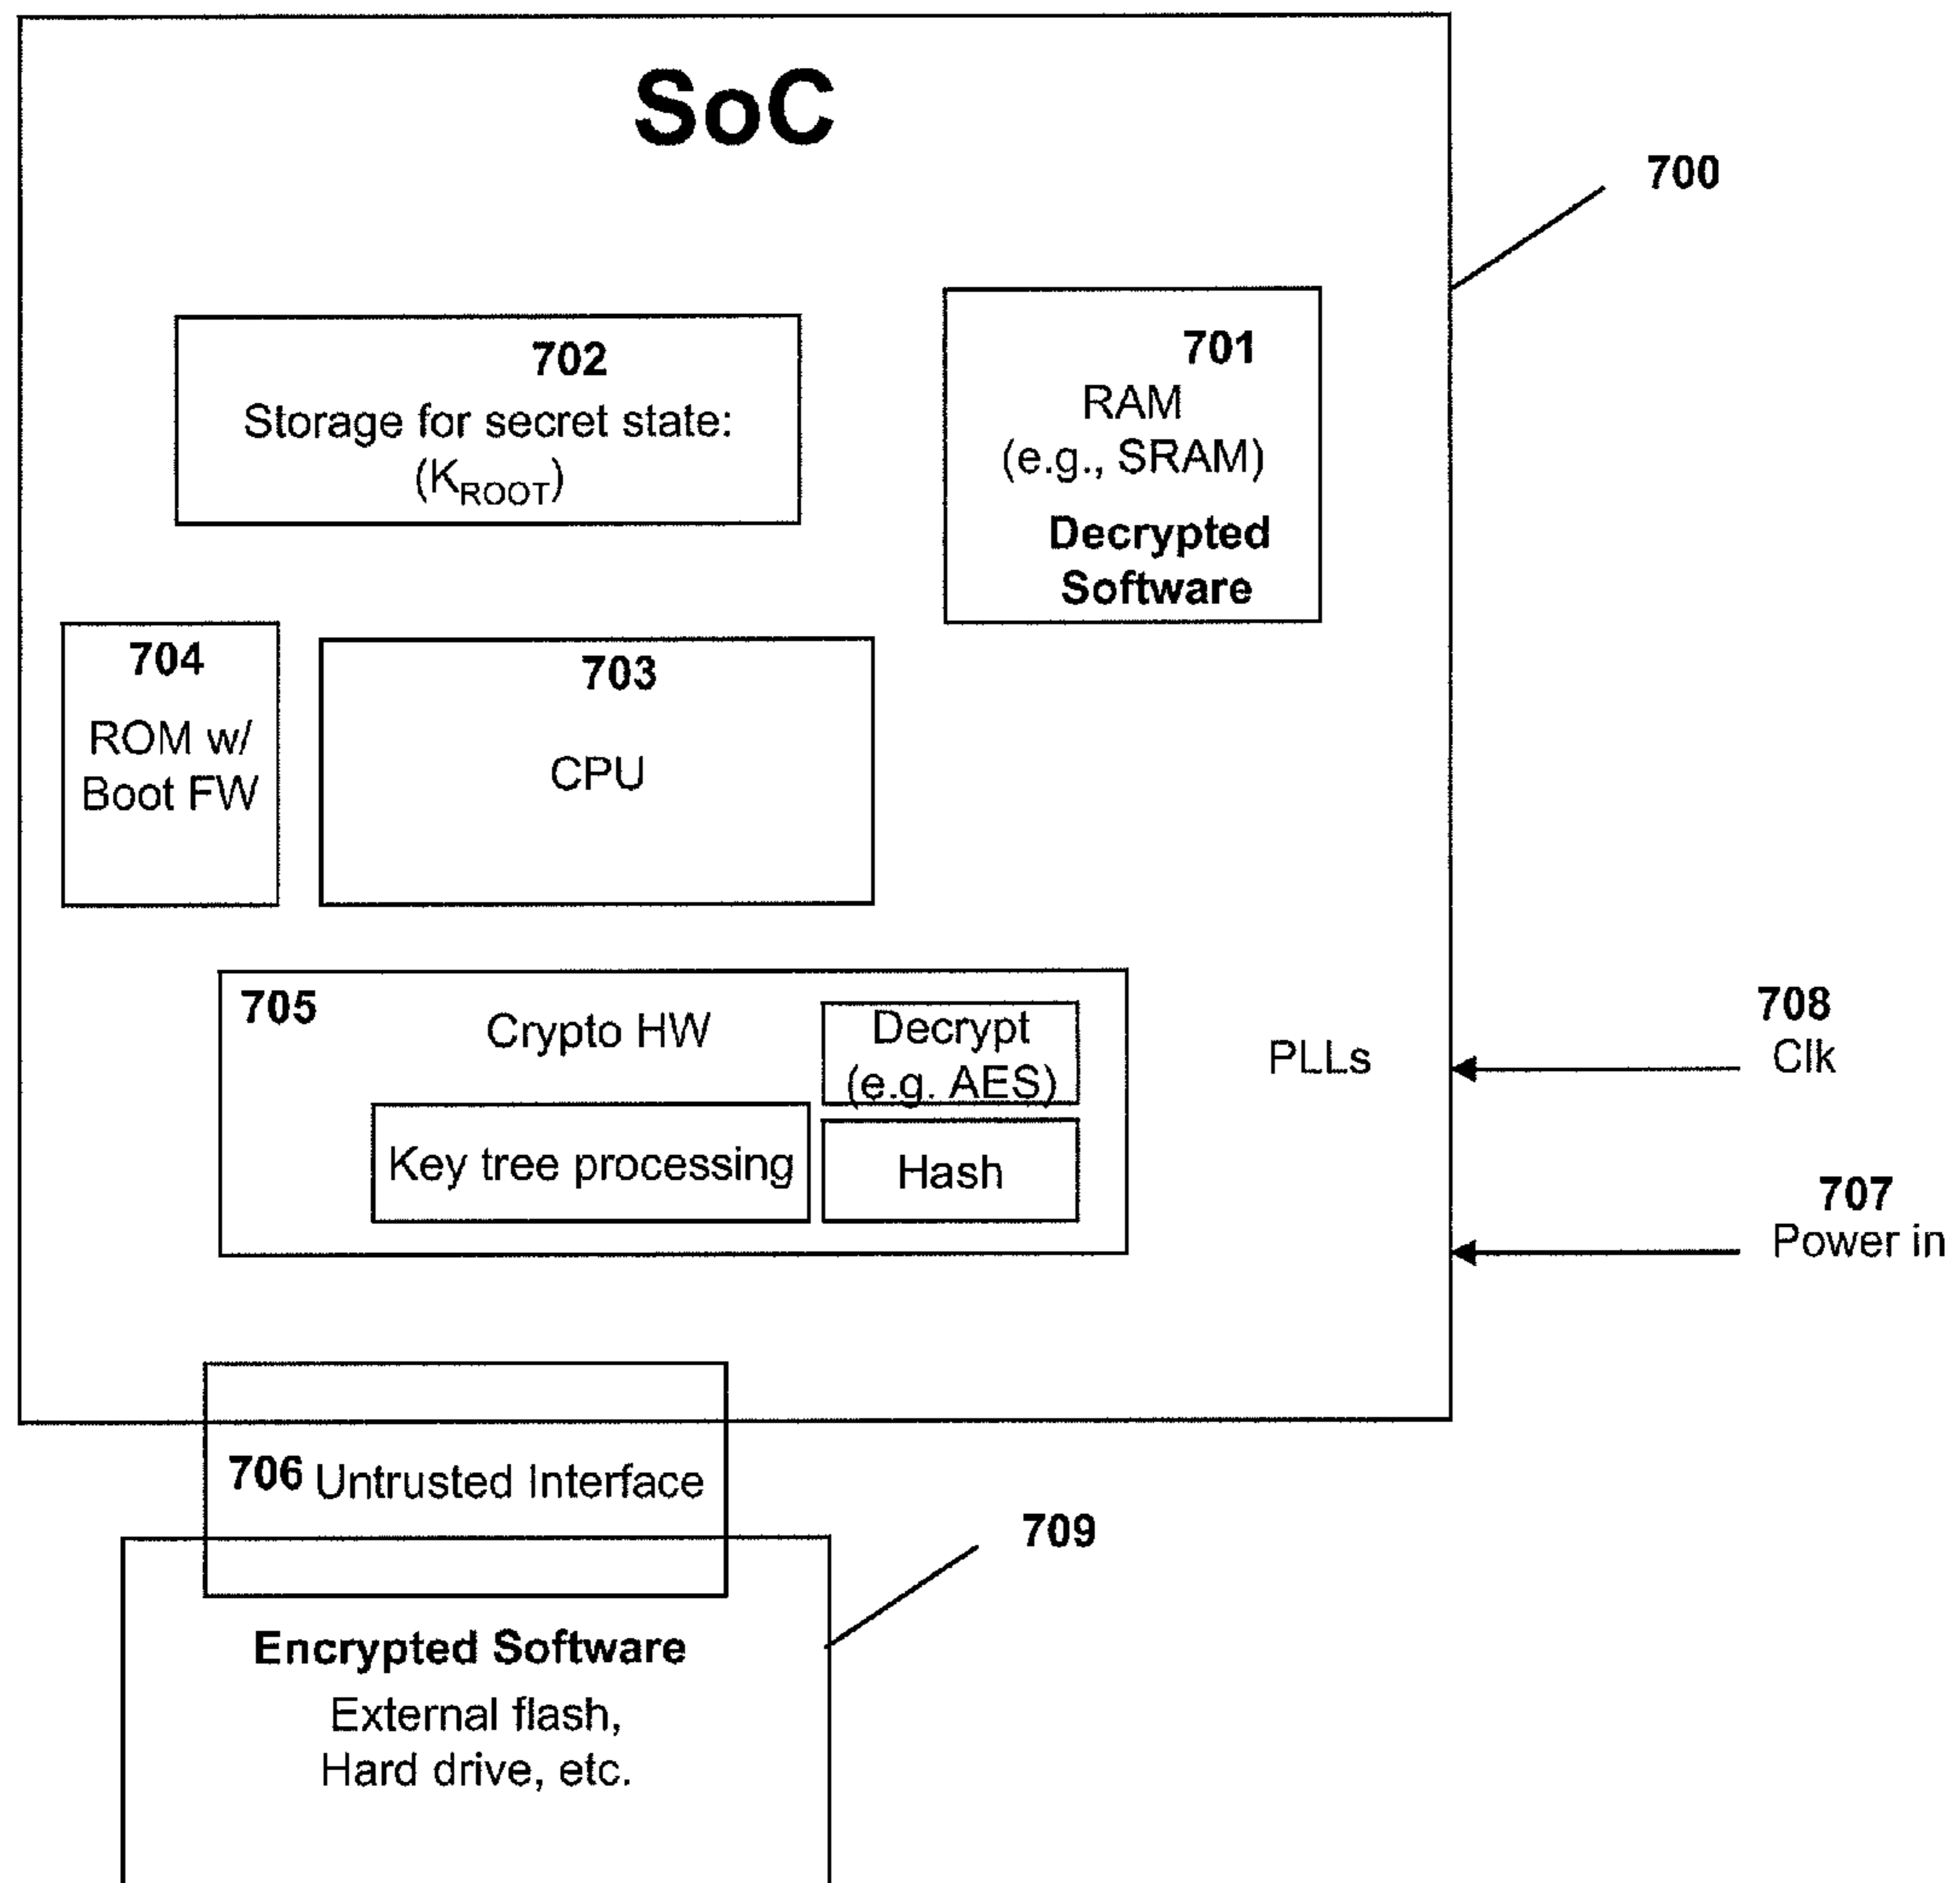 SoC
700
702
Storage for secret state:
(KROOT)
701
RAM
(e.g., SRAM)
Decrypted
Software
704
ROM w/
Boot FW
703
CPU
705
Crypto HW
Decrypt
(e.g. AES)
Key tree processing
Hash
PLLs
708
Clk
707
Power in
706 Untrusted Interface
709
Encrypted Software
External flash,
Hard drive, etc.